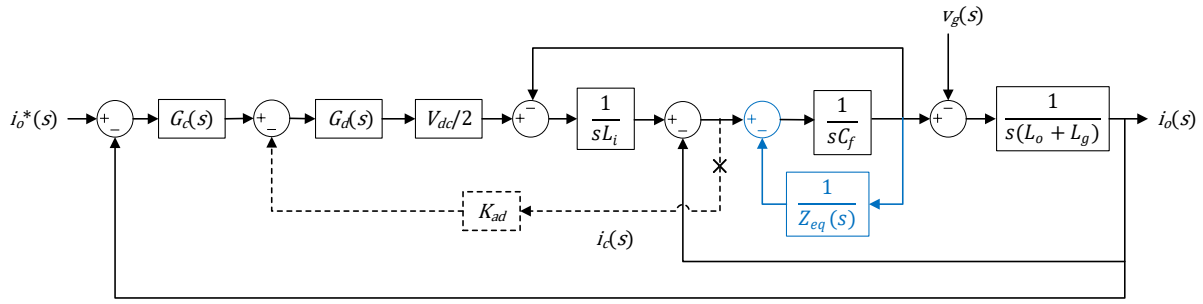 v_g(s)
i_o*(s)
+
−
G_c(s)
+
−
G_d(s)
V_dc/2
+
−
1
sL_i
+
−
+
−
1
sC_f
+
−
1
s(L_o + L_g)
i_o(s)
1
Z_eq(s)
K_ad
i_c(s)